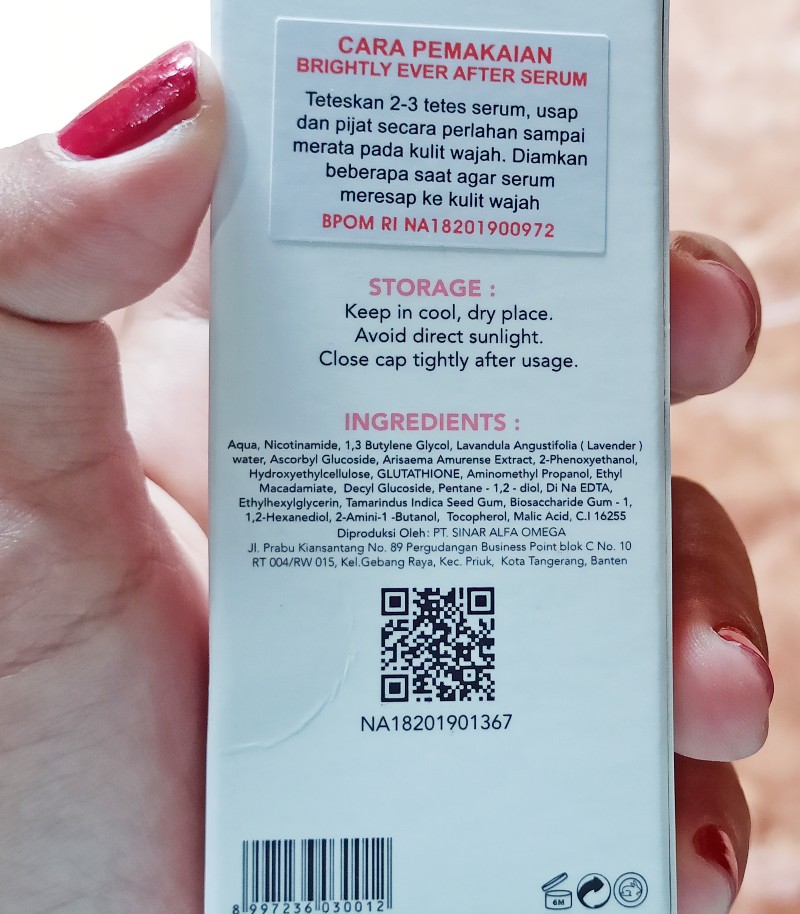 CARA PEMAKAIAN
BRIGHTLY EVER AFTER SERUM
Teteskan 2-3 tetes serum, usap
dan pijat secara perlahan sampai
merata pada kulit wajah. Diamkan
beberapa saat agar serum
meresap ke kulit wajah
BPOM RI NA18201900972
STORAGE :
Keep in cool, dry place.
Avoid direct sunlight.
Close cap tightly after usage.
INGREDIENTS :
Aqua, Nicotinamide, 1,3 Butylene Glycol, Lavandula Angustifolia ( Lavender )
water, Ascorbyl Glucoside, Arisaema Amurense Extract, 2-Phenoxyethanol,
Hydroxyethylcellulose, GLUTATHIONE, Aminomethyl Propanol, Ethyl
Macadamiate, Decyl Glucoside, Pentane - 1,2 - diol, Di Na EDTA,
Ethylhexylglycerin, Tamarindus Indica Seed Gum, Biosaccharide Gum - 1,
1,2-Hexanediol, 2-Amini-1 -Butanol, Tocopherol, Malic Acid, C.I 16255
Diproduksi Oleh: PT. SINAR ALFA OMEGA
Jl. Prabu Kiansantang No. 89 Pergudangan Business Point blok C No. 10
RT 004/RW 015, Kel.Gebang Raya, Kec. Priuk, Kota Tangerang, Banten
NA18201901367
8 997236 030012
6M